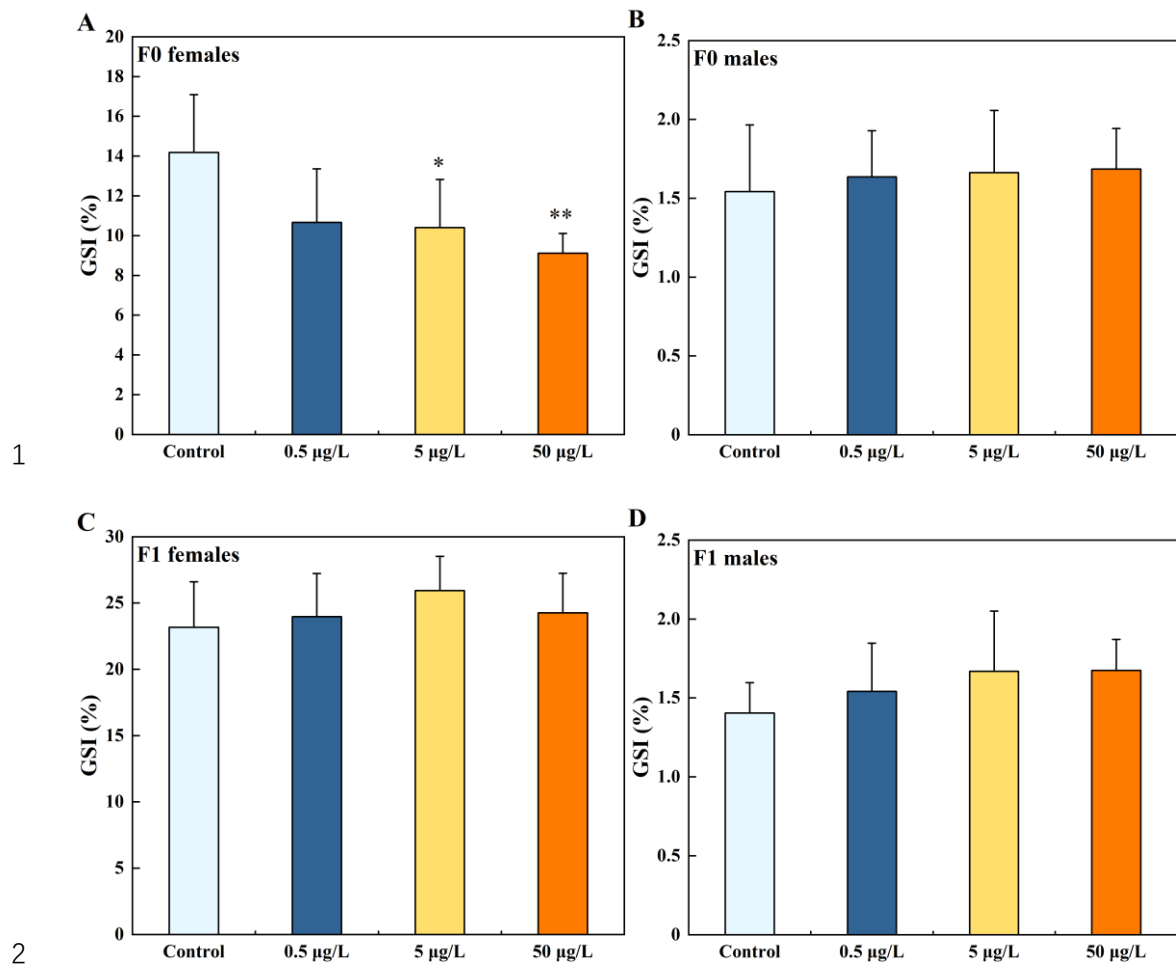 A
F0 females
GSI (%)
20
18
16
14
12
10
8
6
4
2
0
*
**
Control 0.5 μg/L 5 μg/L 50 μg/L
B
F0 males
GSI (%)
2.5
2.0
1.5
1.0
0.5
0
Control 0.5 μg/L 5 μg/L 50 μg/L
1
C
F1 females
GSI (%)
30
25
20
15
10
5
0
Control 0.5 μg/L 5 μg/L 50 μg/L
D
F1 males
GSI (%)
2.5
2.0
1.5
1.0
0.5
0
Control 0.5 μg/L 5 μg/L 50 μg/L
2